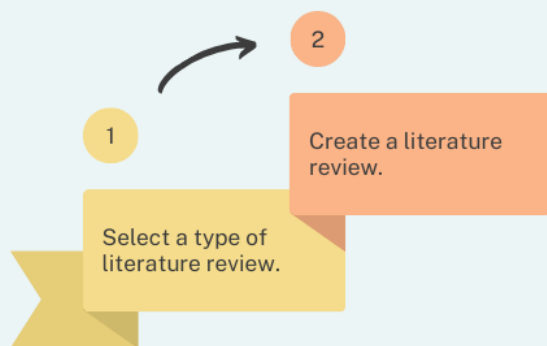 1
Select a type of
literature review.
2
Create a literature
review.